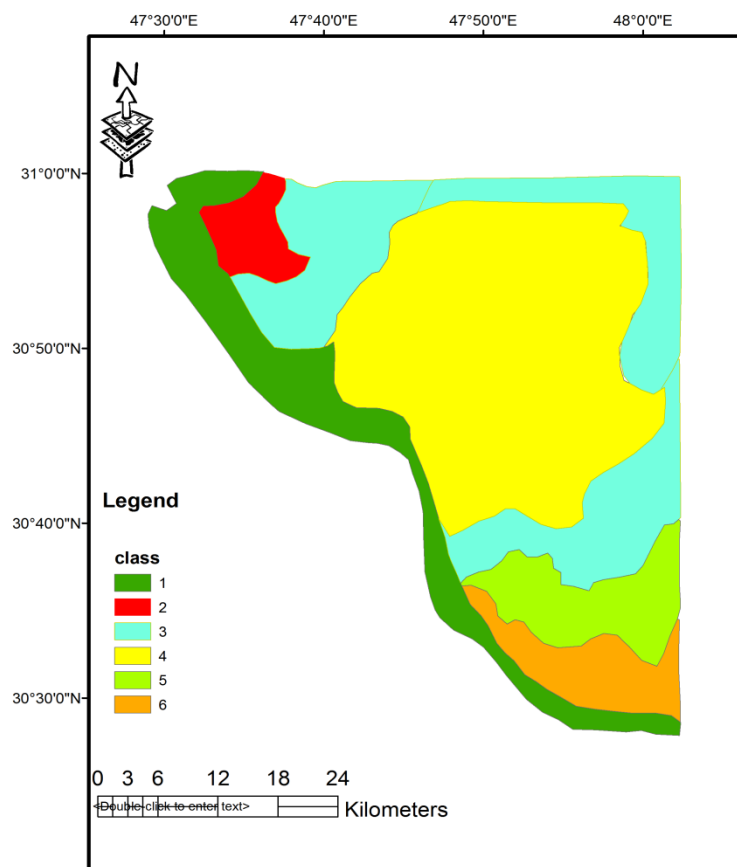 47°30'0"E 47°40'0"E 47°50'0"E 48°0'0"E
N
31°0'0"N
30°50'0"N
30°40'0"N
30°30'0"N
Legend
class
1
2
3
4
5
6
0 3 6 12 18 24
<Double-click to enter text>
Kilometers